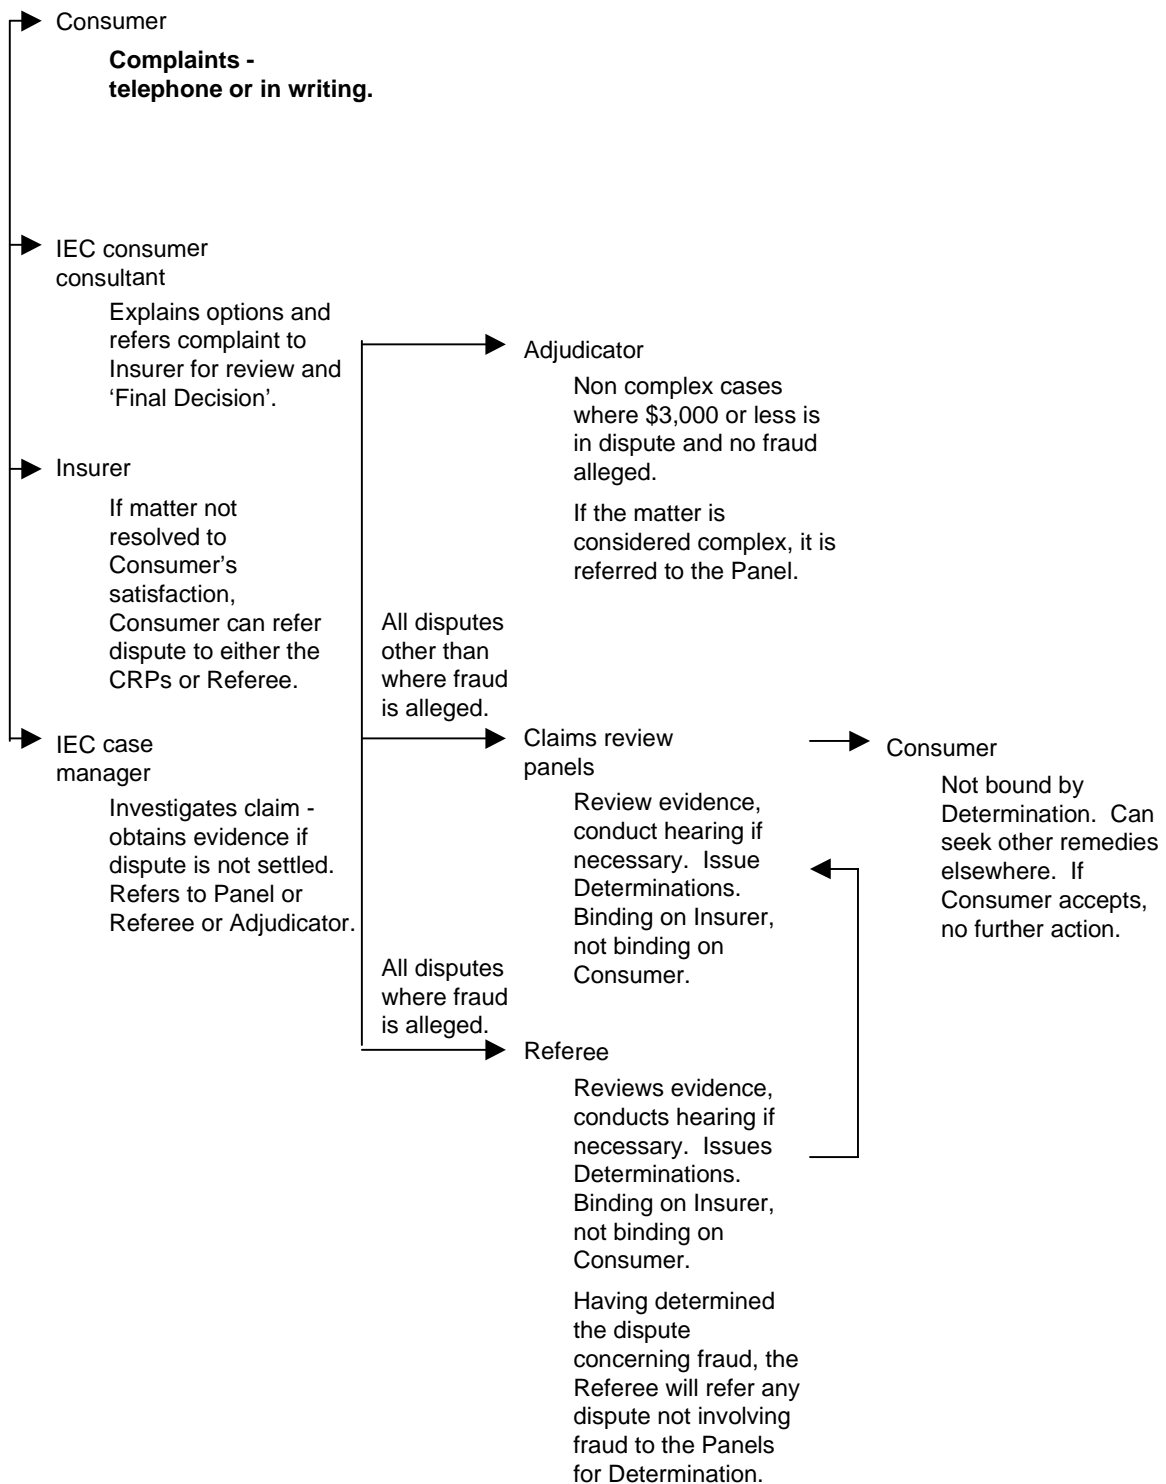 Consumer
Complaints -
telephone or in writing.
IEC consumer
consultant
Explains options and
refers complaint to
Insurer for review and
‘Final Decision’.
Insurer
If matter not
resolved to
Consumer’s
satisfaction,
Consumer can refer
dispute to either the
CRPs or Referee.
IEC case
manager
Investigates claim -
obtains evidence if
dispute is not settled.
Refers to Panel or
Referee or Adjudicator.
Adjudicator
Non complex cases
where $3,000 or less is
in dispute and no fraud
alleged.
If the matter is
considered complex, it is
referred to the Panel.
All disputes
other than
where fraud
is alleged.
Claims review
panels
Review evidence,
conduct hearing if
necessary.  Issue
Determinations.
Binding on Insurer,
not binding on
Consumer.
Consumer
Not bound by
Determination.  Can
seek other remedies
elsewhere.  If
Consumer accepts,
no further action.
All disputes
where fraud
is alleged.
Referee
Reviews evidence,
conducts hearing if
necessary.  Issues
Determinations.
Binding on Insurer,
not binding on
Consumer.
Having determined
the dispute
concerning fraud, the
Referee will refer any
dispute not involving
fraud to the Panels
for Determination.